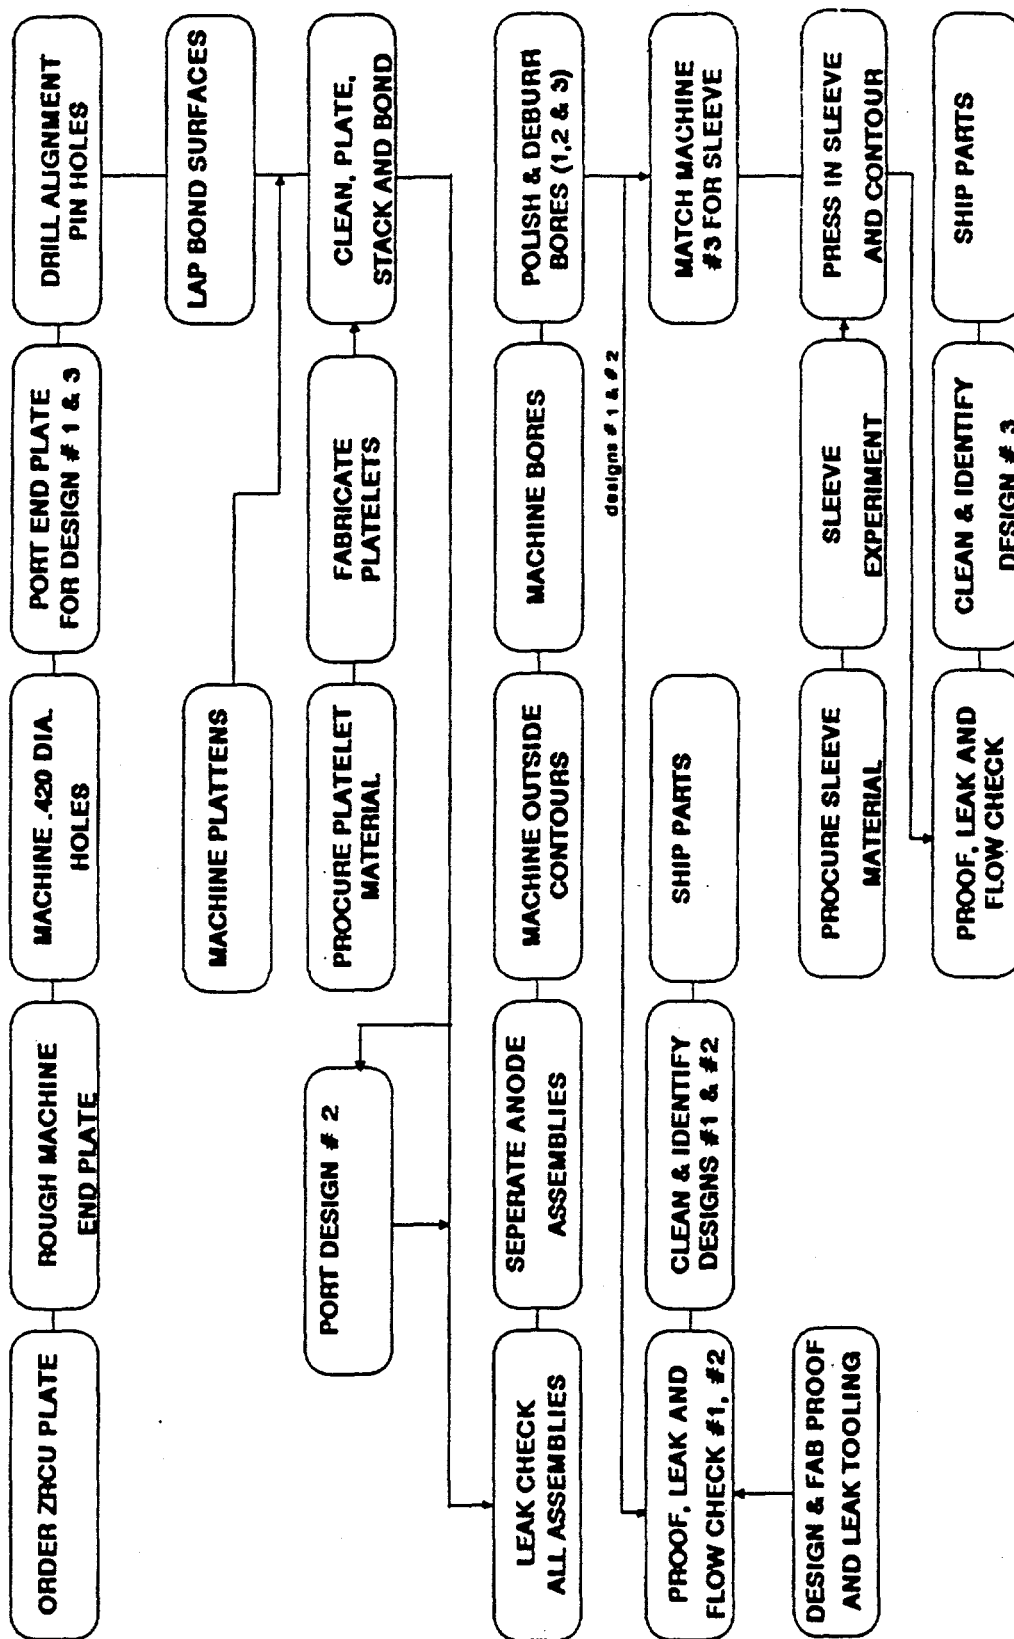 ORDER ZRCU PLATE
ROUGH MACHINE
END PLATE
MACHINE .420 DIA.
HOLES
PORT END PLATE
FOR DESIGN # 1 & 3
DRILL ALIGNMENT
PIN HOLES
MACHINE PLATTENS
LAP BOND SURFACES
PORT DESIGN # 2
PROCURE PLATELET
MATERIAL
FABRICATE
PLATELETS
CLEAN, PLATE,
STACK AND BOND
LEAK CHECK
ALL ASSEMBLIES
SEPERATE ANODE
ASSEMBLIES
MACHINE OUTSIDE
CONTOURS
MACHINE BORES
POLISH & DEBURR
BORES (1,2 & 3)
designs # 1 & # 2
PROOF, LEAK AND
FLOW CHECK #1, #2
CLEAN & IDENTIFY
DESIGNS #1 & #2
SHIP PARTS
MATCH MACHINE
#3 FOR SLEEVE
DESIGN & FAB PROOF
AND LEAK TOOLING
PROCURE SLEEVE
MATERIAL
SLEEVE
EXPERIMENT
PRESS IN SLEEVE
AND CONTOUR
PROOF, LEAK AND
FLOW CHECK
CLEAN & IDENTIFY
DESIGN # 3
SHIP PARTS